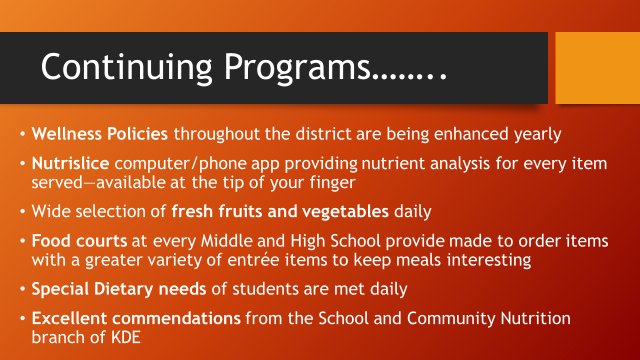 Continuing Programs……..
• Wellness Policies throughout the district are being enhanced yearly
• Nutrislice computer/phone app providing nutrient analysis for every item
served—available at the tip of your finger
• Wide selection of fresh fruits and vegetables daily
• Food courts at every Middle and High School provide made to order items
with a greater variety of entrée items to keep meals interesting
• Special Dietary needs of students are met daily
• Excellent commendations from the School and Community Nutrition
branch of KDE